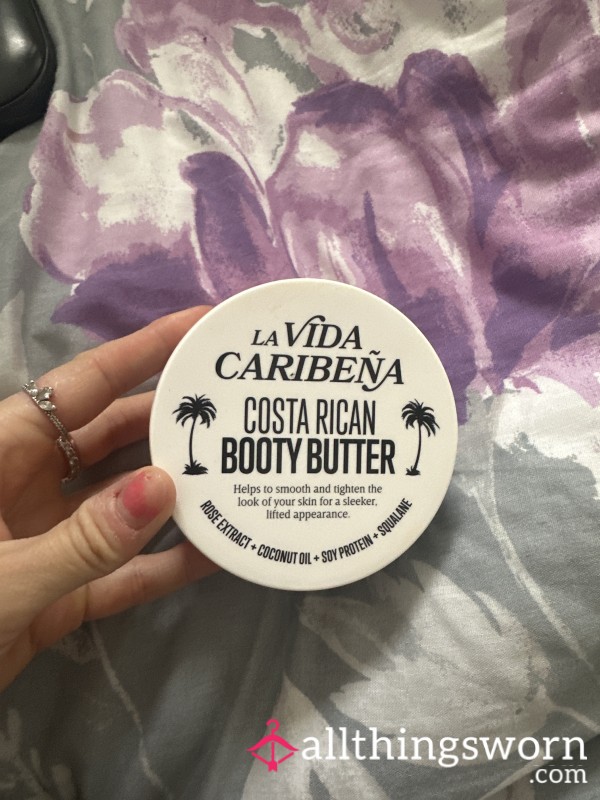 LA VIDA
CARIBEÑA
COSTA RICAN
BOOTY BUTTER
Helps to smooth and tighten the
look of your skin for a sleeker,
lifted appearance.
ROSE EXTRACT + COCONUT OIL + SOY PROTEIN + SQUALANE
allthingsworn
.com